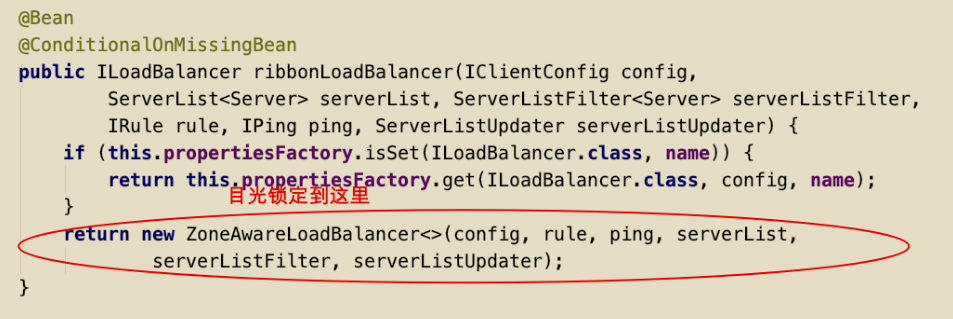 @Bean
@ConditionalOnMissingBean
public ILoadBalancer ribbonLoadBalancer(IClientConfig config,
ServerList<Server> serverList, ServerListFilter<Server> serverListFilter,
IRule rule, IPing ping, ServerListUpdater serverListUpdater) {
if (this.propertiesFactory.isSet(ILoadBalancer.class, name)) {
return this.propertiesFactory.get(ILoadBalancer.class, config, name);
目光锁定到这里
}
return new ZoneAwareLoadBalancer<>(config, rule, ping, serverList,
serverListFilter, serverListUpdater);
}